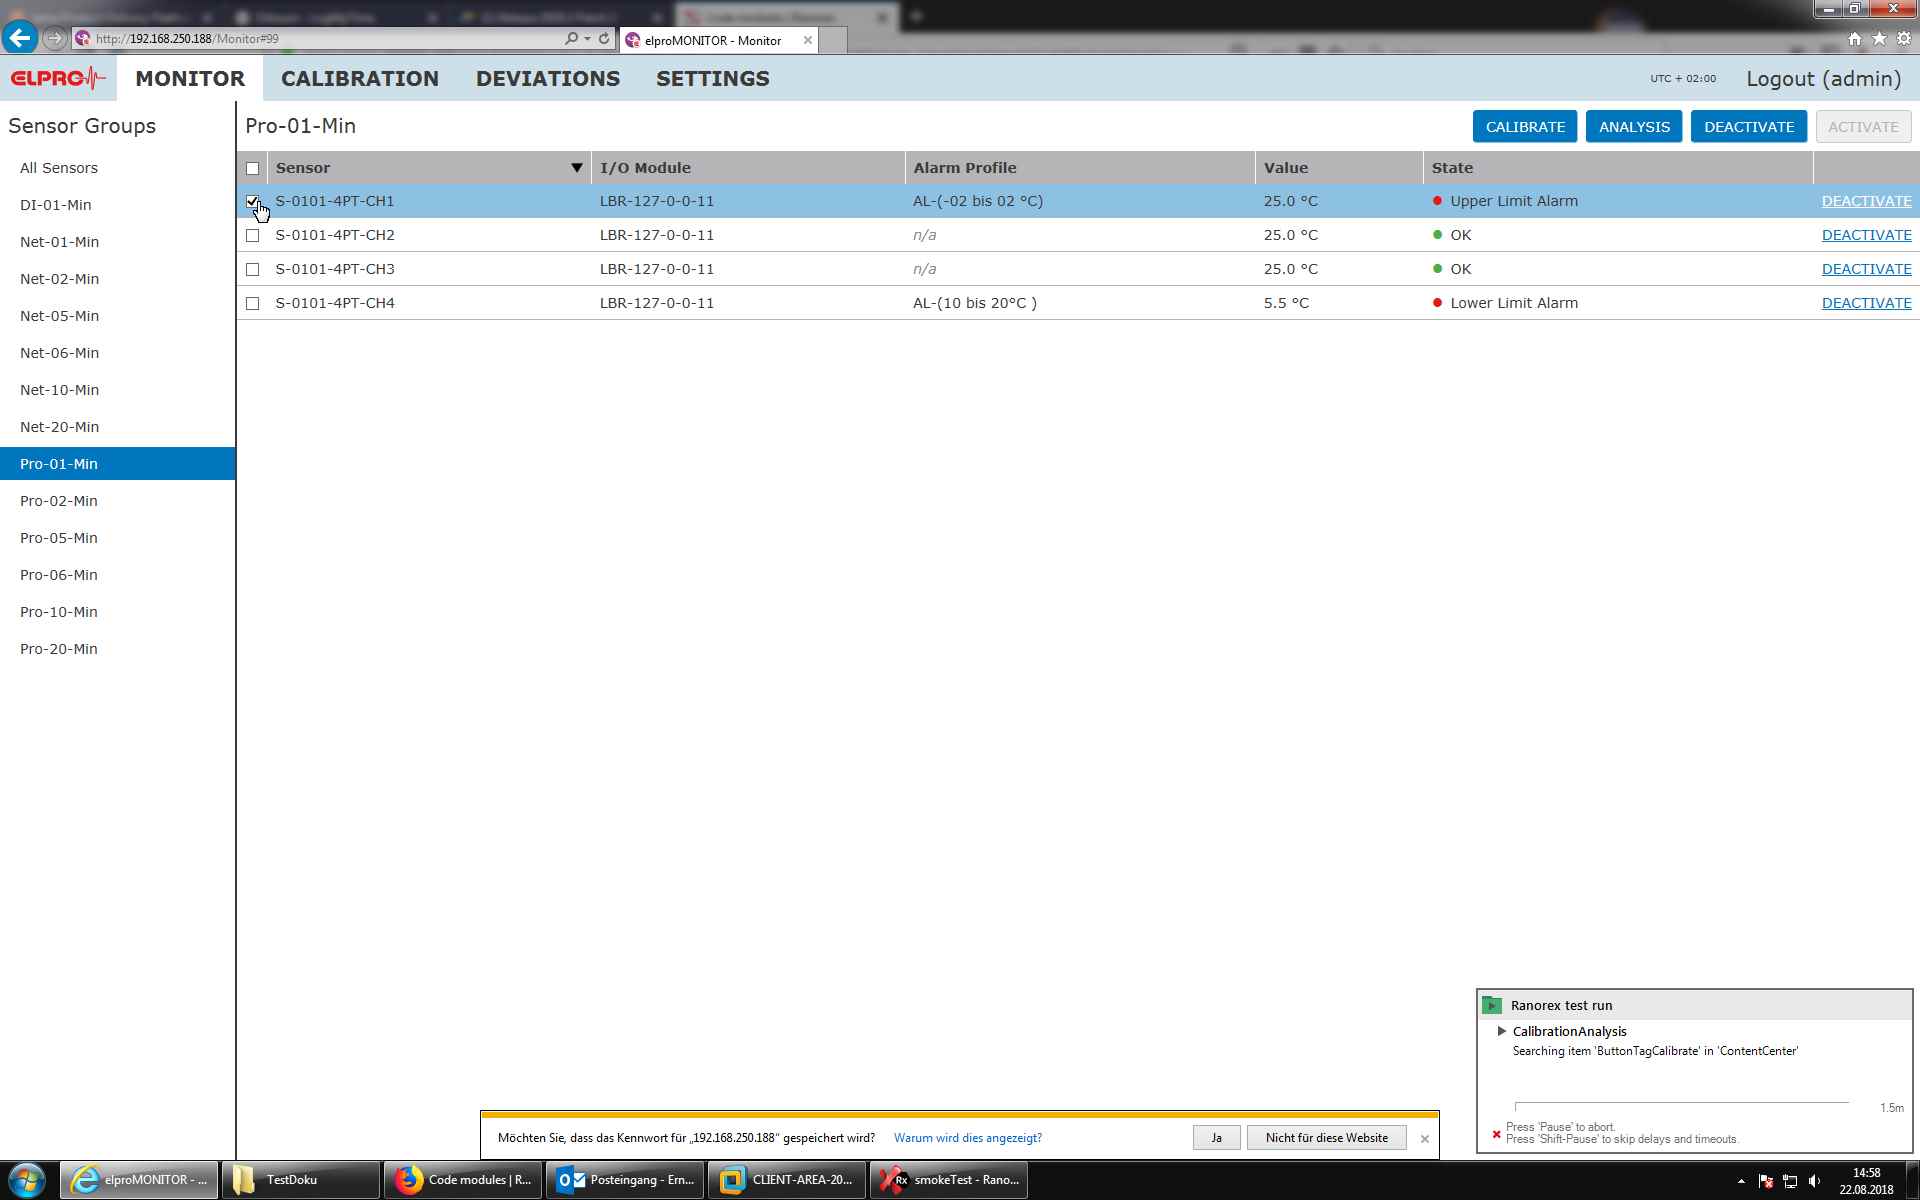 http://192.168.250.188/Monitor#99
elproMONITOR - Monitor
ELPRO
MONITOR
CALIBRATION
DEVIATIONS
SETTINGS
UTC + 02:00
Logout (admin)
Sensor Groups
All Sensors
DI-01-Min
Net-01-Min
Net-02-Min
Net-05-Min
Net-06-Min
Net-10-Min
Net-20-Min
Pro-01-Min
Pro-02-Min
Pro-05-Min
Pro-06-Min
Pro-10-Min
Pro-20-Min
Pro-01-Min
CALIBRATE ANALYSIS DEACTIVATE ACTIVATE
Sensor I/O Module Alarm Profile Value State
S-0101-4PT-CH1 LBR-127-0-0-11 AL-(-02 bis 02 °C) 25.0 °C Upper Limit Alarm DEACTIVATE
S-0101-4PT-CH2 LBR-127-0-0-11 n/a 25.0 °C OK DEACTIVATE
S-0101-4PT-CH3 LBR-127-0-0-11 n/a 25.0 °C OK DEACTIVATE
S-0101-4PT-CH4 LBR-127-0-0-11 AL-(10 bis 20°C ) 5.5 °C Lower Limit Alarm DEACTIVATE
Ranorex test run
CalibrationAnalysis
Searching item 'ButtonTagCalibrate' in 'ContentCenter'
1.5m
Press 'Pause' to abort.
Press 'Shift-Pause' to skip delays and timeouts.
Möchten Sie, dass das Kennwort für „192.168.250.188“ gespeichert wird? Warum wird dies angezeigt? Ja Nicht für diese Website
elproMONITOR - ...
TestDoku
Code modules | R...
Posteingang - Ern...
CLIENT-AREA-20...
Rx
smokeTest - Rano...
14:58
22.08.2018